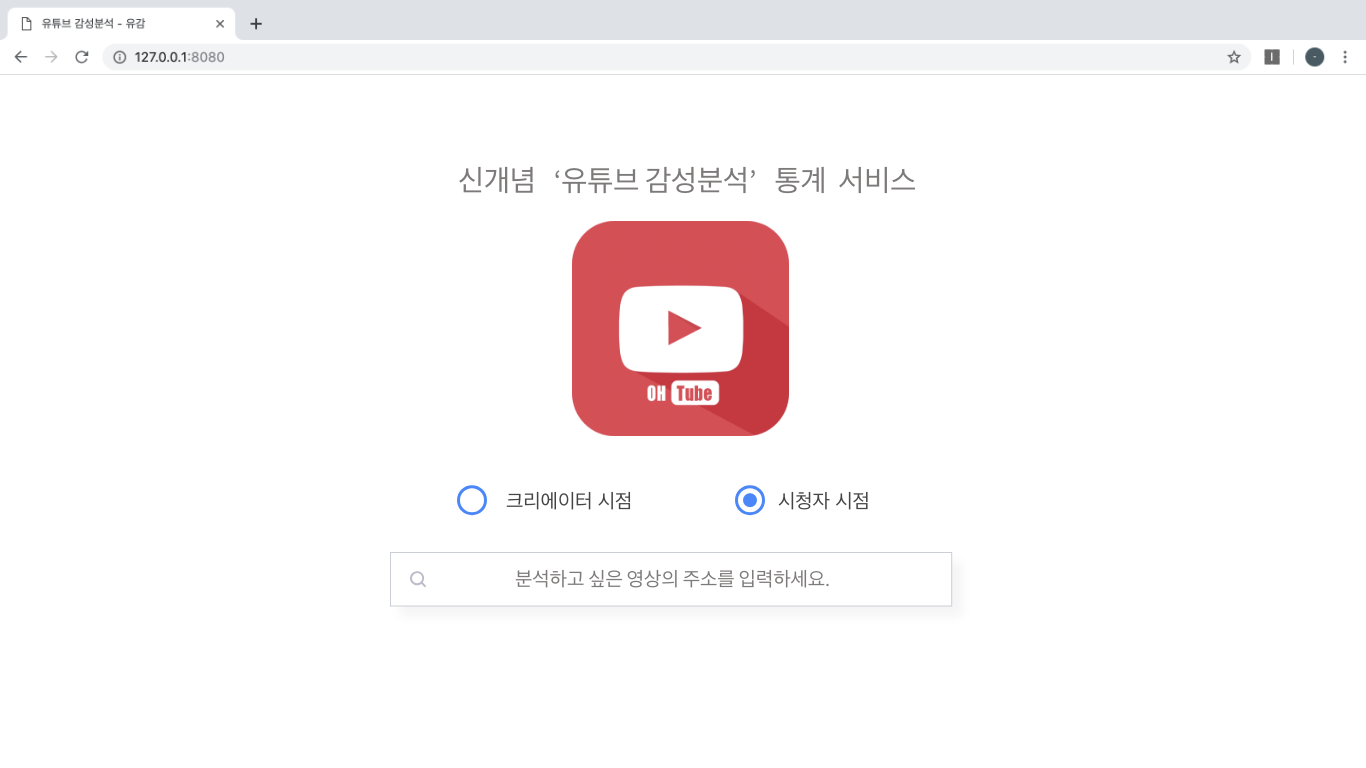 유튜브 감성분석 - 유감
127.0.0.1:8080
신개념 ‘유튜브 감성분석’ 통계 서비스
OH Tube
크리에이터 시점 시청자 시점
분석하고 싶은 영상의 주소를 입력하세요.